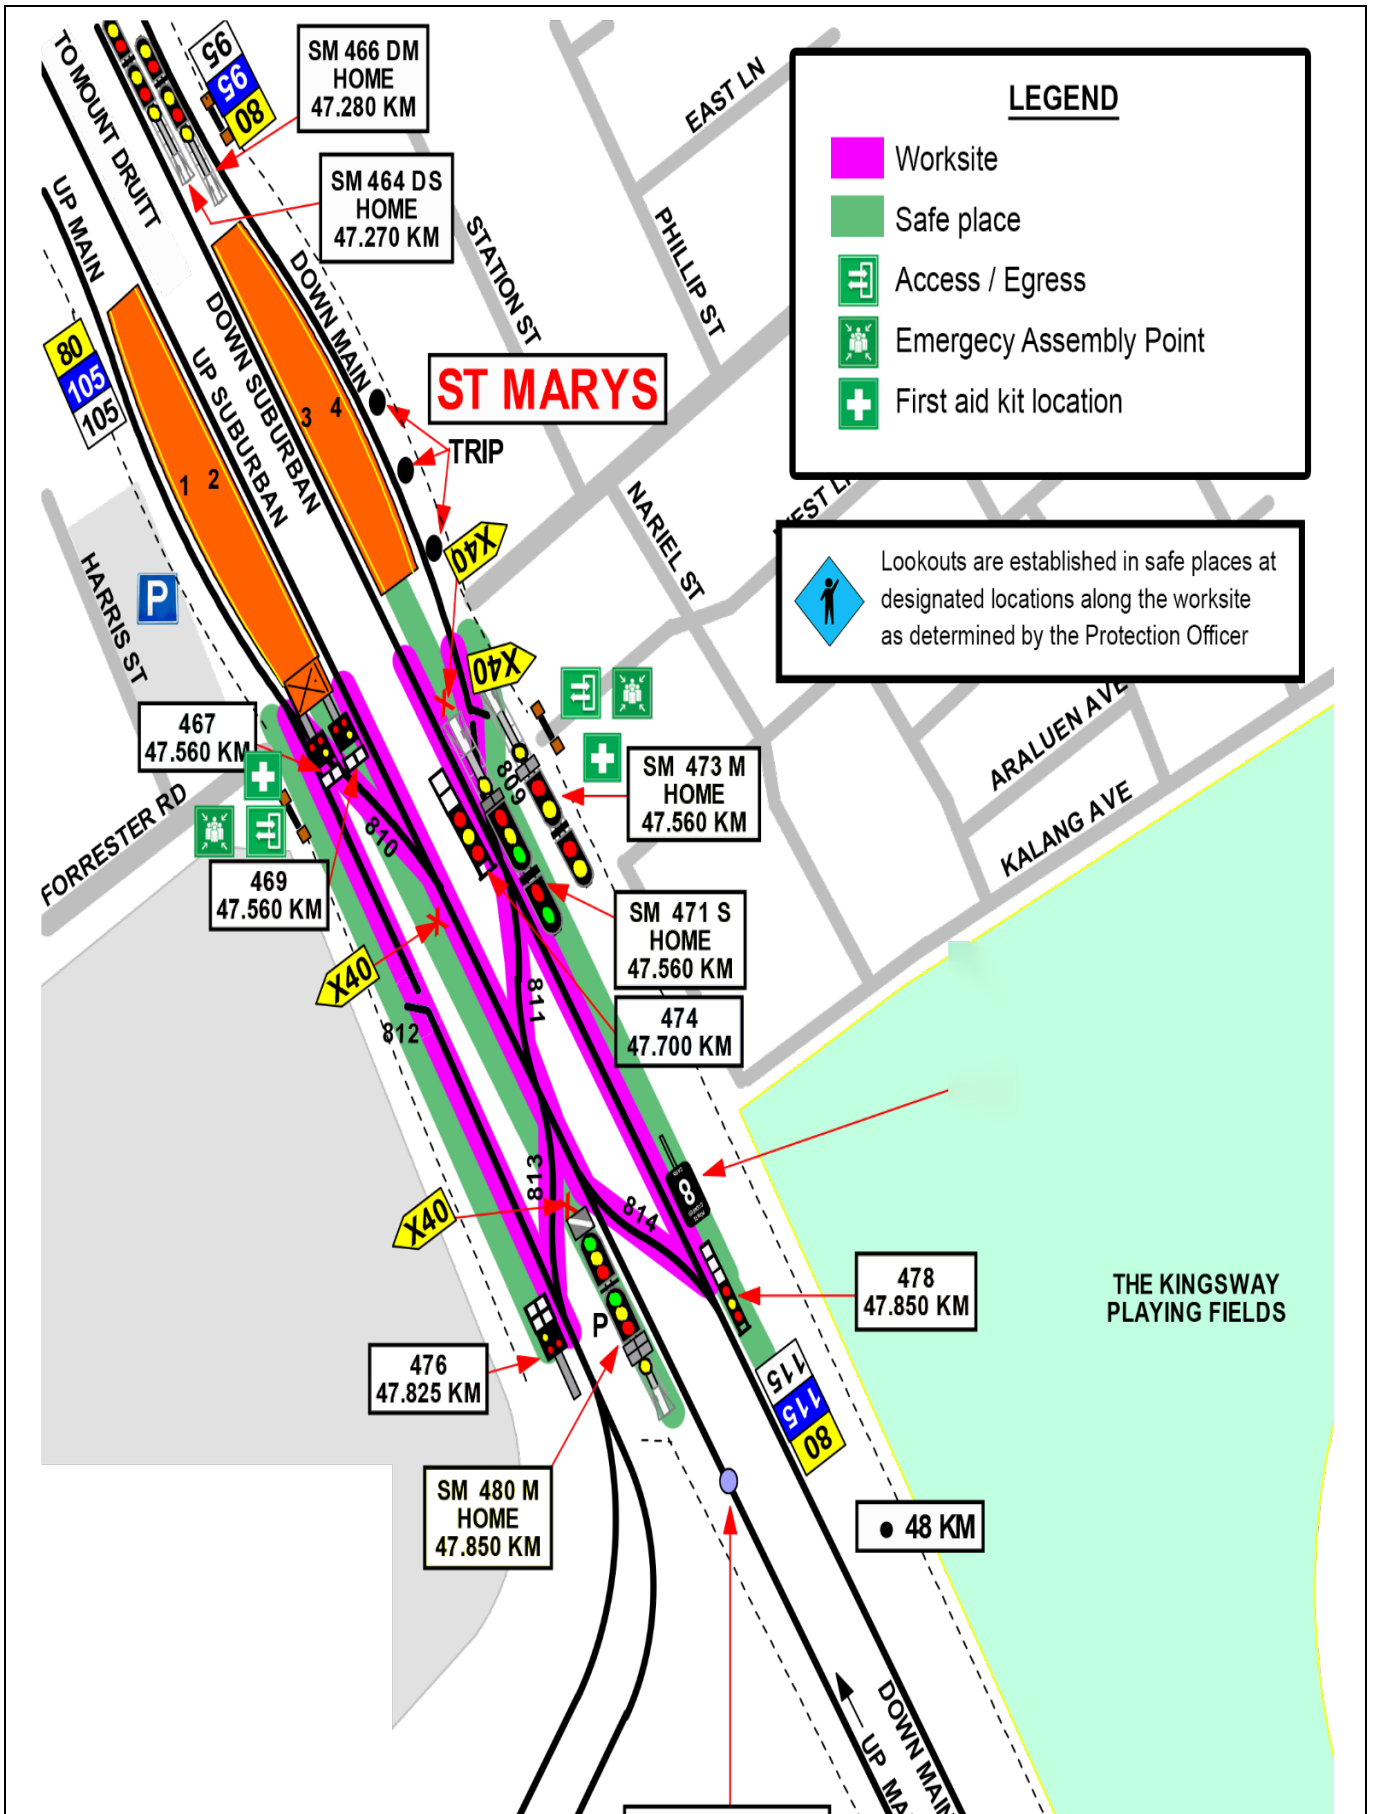 TO MOUNT DRUITT
UP MAIN
95
95
80
SM 466 DM
HOME
47.280 KM
SM 464 DS
HOME
47.270 KM
EAST LN
PHILLIP ST
STATION ST
LEGEND
Worksite
Safe place
Access / Egress
Emergecy Assembly Point
First aid kit location
DOWN MAIN
DOWN SUBURBAN
UP SUBURBAN
80
105
105
ST MARYS
TRIP
3 4
1 2
X40
NARIEL ST
HARRIS ST
P
Lookouts are established in safe places at
designated locations along the worksite
as determined by the Protection Officer
X40
467
47.560 KM
809
SM 473 M
HOME
47.560 KM
ARALUEN AVE
KALANG AVE
FORRESTER RD
810
469
47.560 KM
SM 471 S
HOME
47.560 KM
X40
811
812
474
47.700 KM
813
814
8
X40
478
47.850 KM
THE KINGSWAY
PLAYING FIELDS
P
476
47.825 KM
115
115
80
SM 480 M
HOME
47.850 KM
48 KM
DOWN MAIN